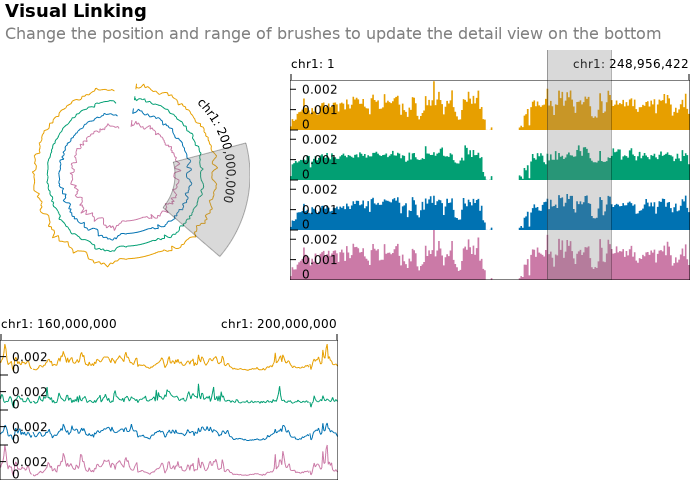 Visual Linking
Change the position and range of brushes to update the detail view on the bottom
chr1: 1
chr1: 248,956,422
0.002
0.001
0
0.002
0.001
0
0.002
0.001
0
0.002
0.001
0
chr1: 200,000,000
chr1: 160,000,000
chr1: 200,000,000
0.002
0
0.002
0
0.002
0
0.002
0